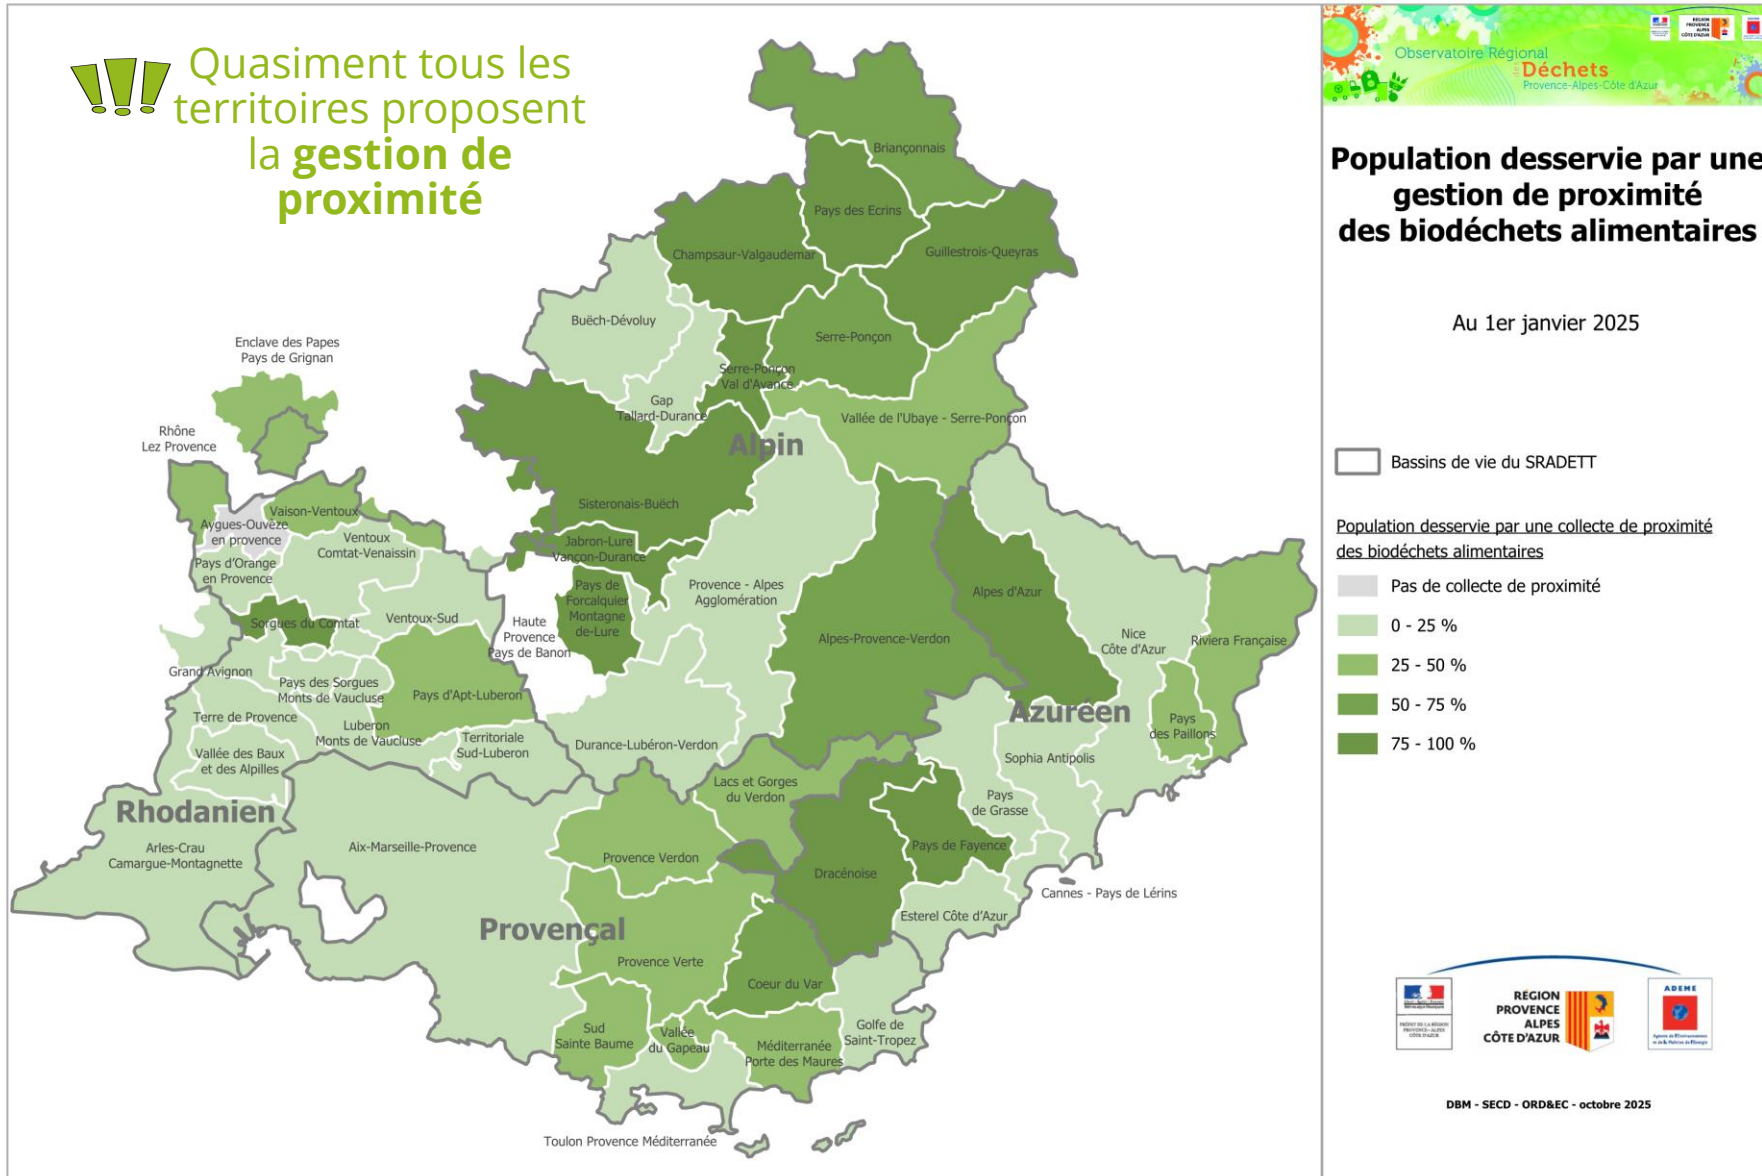 Quasiment tous les
territoires proposent
la gestion de
proximité
Briançonnais
Pays des Ecrins
Champsaur-Valgaudemar
Guillestrois-Queyras
Buëch-Dévoluy
Serre-Ponçon
Enclave des Papes
Pays de Grignan
Serre-Ponçon
Val d'Avance
Gap
Tallard-Durance
Vallée de l'Ubaye - Serre-Ponçon
Rhône
Lez Provence
Alpin
Sisteronais-Buëch
Vaison-Ventoux
Aygues-Ouvèze
en provence
Ventoux
Comtat-Venaissin
Jabron-Lure
Vançon-Durance
Pays d'Orange
en Provence
Provence - Alpes
Agglomération
Pays de
Forcalquier
Montagne
de-Lure
Alpes d'Azur
Sorgues du Comtat
Ventoux-Sud
Haute
Provence
Pays de Banon
Alpes-Provence-Verdon
Nice
Côte d'Azur
Riviera Française
Grand Avignon
Pays des Sorgues
Monts de Vaucluse
Pays d'Apt-Luberon
Terre de Provence
Luberon
Monts de Vaucluse
Territoriale
Sud-Luberon
Durance-Lubéron-Verdon
Azuréen
Pays
des Paillons
Vallée des Baux
et des Alpilles
Sophia Antipolis
Lacs et Gorges
du Verdon
Pays
de Grasse
Rhodanien
Arles-Crau
Camargue-Montagnette
Aix-Marseille-Provence
Provence Verdon
Pays de Fayence
Dracénoise
Cannes - Pays de Lérins
Esterel Côte d'Azur
Provençal
Provence Verte
Coeur du Var
Golfe de
Saint-Tropez
Sud
Sainte Baume
Vallée
du Gapeau
Méditerranée
Porte des Maures
Toulon Provence Méditerranée
Observatoire Régional
des Déchets
Provence-Alpes-Côte d'Azur
Population desservie par une
gestion de proximité
des biodéchets alimentaires
Au 1er janvier 2025
Bassins de vie du SRADETT
Population desservie par une collecte de proximité
des biodéchets alimentaires
Pas de collecte de proximité
0 - 25 %
25 - 50 %
50 - 75 %
75 - 100 %
RÉGION
PROVENCE
ALPES
CÔTE D'AZUR
ADEME
DBM - SECD - ORD&EC - octobre 2025